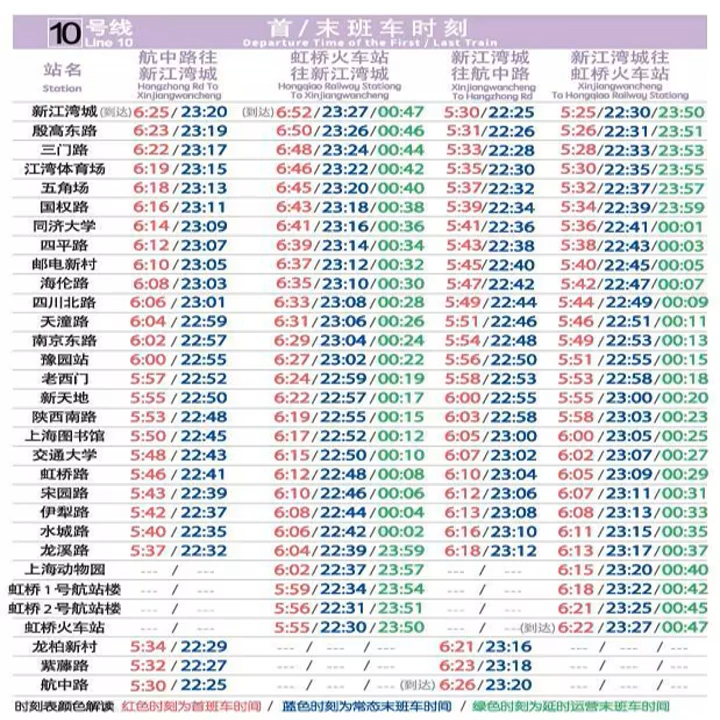 10 号线 Line 10 首/末班车时刻
Departure Time of the First / Last Train
站名 Station 航中路往新江湾城 Hangzhong Rd To Xinjiangwancheng 虹桥火车站往新江湾城 Hongqiao Railway Stationg To Xinjiangwancheng 新江湾城往航中路 Xinjiangwancheng To Hangzhong Rd 新江湾城往虹桥火车站 Xinjiangwancheng To Hongqiao Railway Stationg
新江湾城 (到达) 6:25/23:20 (到达) 6:52/23:27/00:47 5:30/22:25 5:25/22:30/23:50
殷高东路 6:23/23:19 6:50/23:26/00:46 5:31/22:26 5:26/22:31/23:51
三门路 6:22/23:17 6:48/23:24/00:44 5:33/22:28 5:28/22:33/23:53
江湾体育场 6:19/23:15 6:46/23:22/00:42 5:35/22:30 5:30/22:35/23:55
五角场 6:18/23:13 6:45/23:20/00:40 5:37/22:32 5:32/22:37/23:57
国权路 6:16/23:11 6:43/23:18/00:38 5:39/22:34 5:34/22:39/23:59
同济大学 6:14/23:09 6:41/23:16/00:36 5:41/22:36 5:36/22:41/00:01
四平路 6:12/23:07 6:39/23:14/00:34 5:43/22:38 5:38/22:43/00:03
邮电新村 6:10/23:05 6:37/23:12/00:32 5:45/22:40 5:40/22:45/00:05
海伦路 6:08/23:03 6:35/23:10/00:30 5:47/22:42 5:42/22:47/00:07
四川北路 6:06/23:01 6:33/23:08/00:28 5:49/22:44 5:44/22:49/00:09
天潼路 6:04/22:59 6:31/23:06/00:26 5:51/22:46 5:46/22:51/00:11
南京东路 6:02/22:57 6:29/23:04/00:24 5:54/22:48 5:49/22:53/00:13
豫园站 6:00/22:55 6:27/23:02/00:22 5:56/22:50 5:51/22:55/00:15
老西门 5:57/22:52 6:24/22:59/00:19 5:58/22:53 5:53/22:58/00:18
新天地 5:55/22:50 6:22/22:57/00:17 6:00/22:55 5:55/23:00/00:20
陕西南路 5:53/22:48 6:19/22:55/00:15 6:03/22:58 5:58/23:03/00:23
上海图书馆 5:50/22:45 6:17/22:52/00:12 6:05/23:00 6:00/23:05/00:25
交通大学 5:48/22:43 6:15/22:50/00:10 6:07/23:02 6:02/23:07/00:27
虹桥路 5:46/22:41 6:12/22:48/00:08 6:10/23:04 6:05/23:09/00:29
宋园路 5:43/22:39 6:10/22:46/00:06 6:12/23:06 6:07/23:11/00:31
伊犁路 5:42/22:37 6:08/22:44/00:04 6:13/23:08 6:08/23:13/00:33
水城路 5:40/22:35 6:06/22:42/00:02 6:16/23:10 6:11/23:15/00:35
龙溪路 5:37/22:32 6:04/22:39/23:59 6:18/23:12 6:13/23:17/00:37
上海动物园 --- / --- 6:02/22:37/23:57 --- / --- 6:15/23:20/00:40
虹桥1号航站楼 --- / --- 5:59/22:34/23:54 --- / --- 6:18/23:22/00:42
虹桥2号航站楼 --- / --- 5:56/22:31/23:51 --- / --- 6:21/23:25/00:45
虹桥火车站 --- / --- 5:55/22:30/23:50 --- / --- (到达) 6:22/23:27/00:47
龙柏新村 5:34/22:29 --- / --- / --- 6:21/23:16 --- / --- / ---
紫藤路 5:32/22:27 --- / --- / --- 6:23/23:18 --- / --- / ---
航中路 5:30/22:25 --- / --- / --- (到达) 6:26/23:20 --- / --- / ---
时刻表颜色解读 红色时刻为首班车时间 / 蓝色时刻为常态末班车时间 / 绿色时刻为延时运营末班车时间